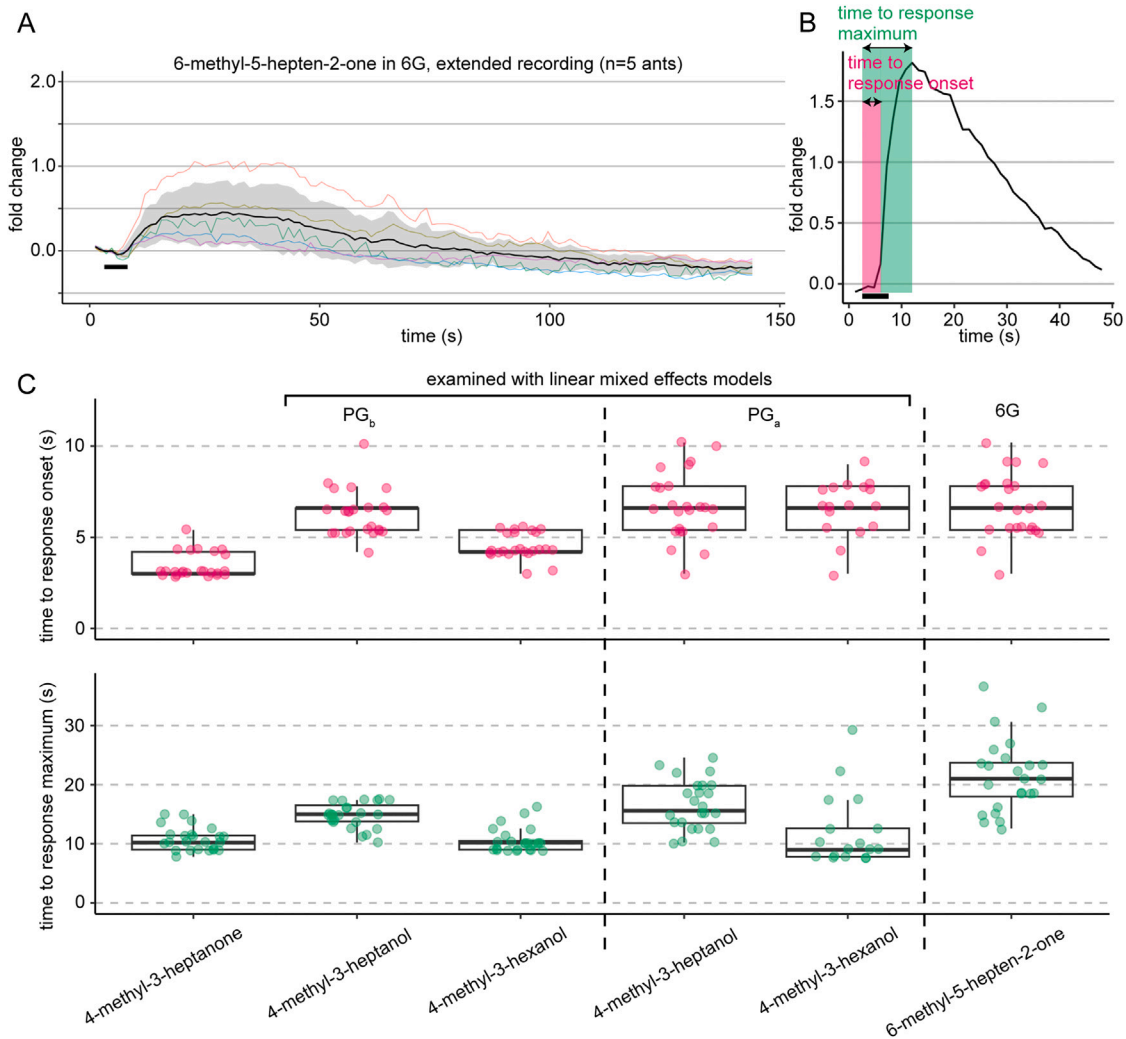 A
6-methyl-5-hepten-2-one in 6G, extended recording (n=5 ants)
fold change
2.0
1.0
0.0
0
50
100
150
time (s)
B
time to response
maximum
time to
response onset
fold change
1.5
1.0
0.5
0.0
0
10
20
30
40
50
time (s)
C
examined with linear mixed effects models
PGb
PGa
6G
time to response onset (s)
10
5
0
time to response maximum (s)
30
20
10
0
4-methyl-3-heptanone
4-methyl-3-heptanol
4-methyl-3-hexanol
4-methyl-3-heptanol
4-methyl-3-hexanol
6-methyl-5-hepten-2-one